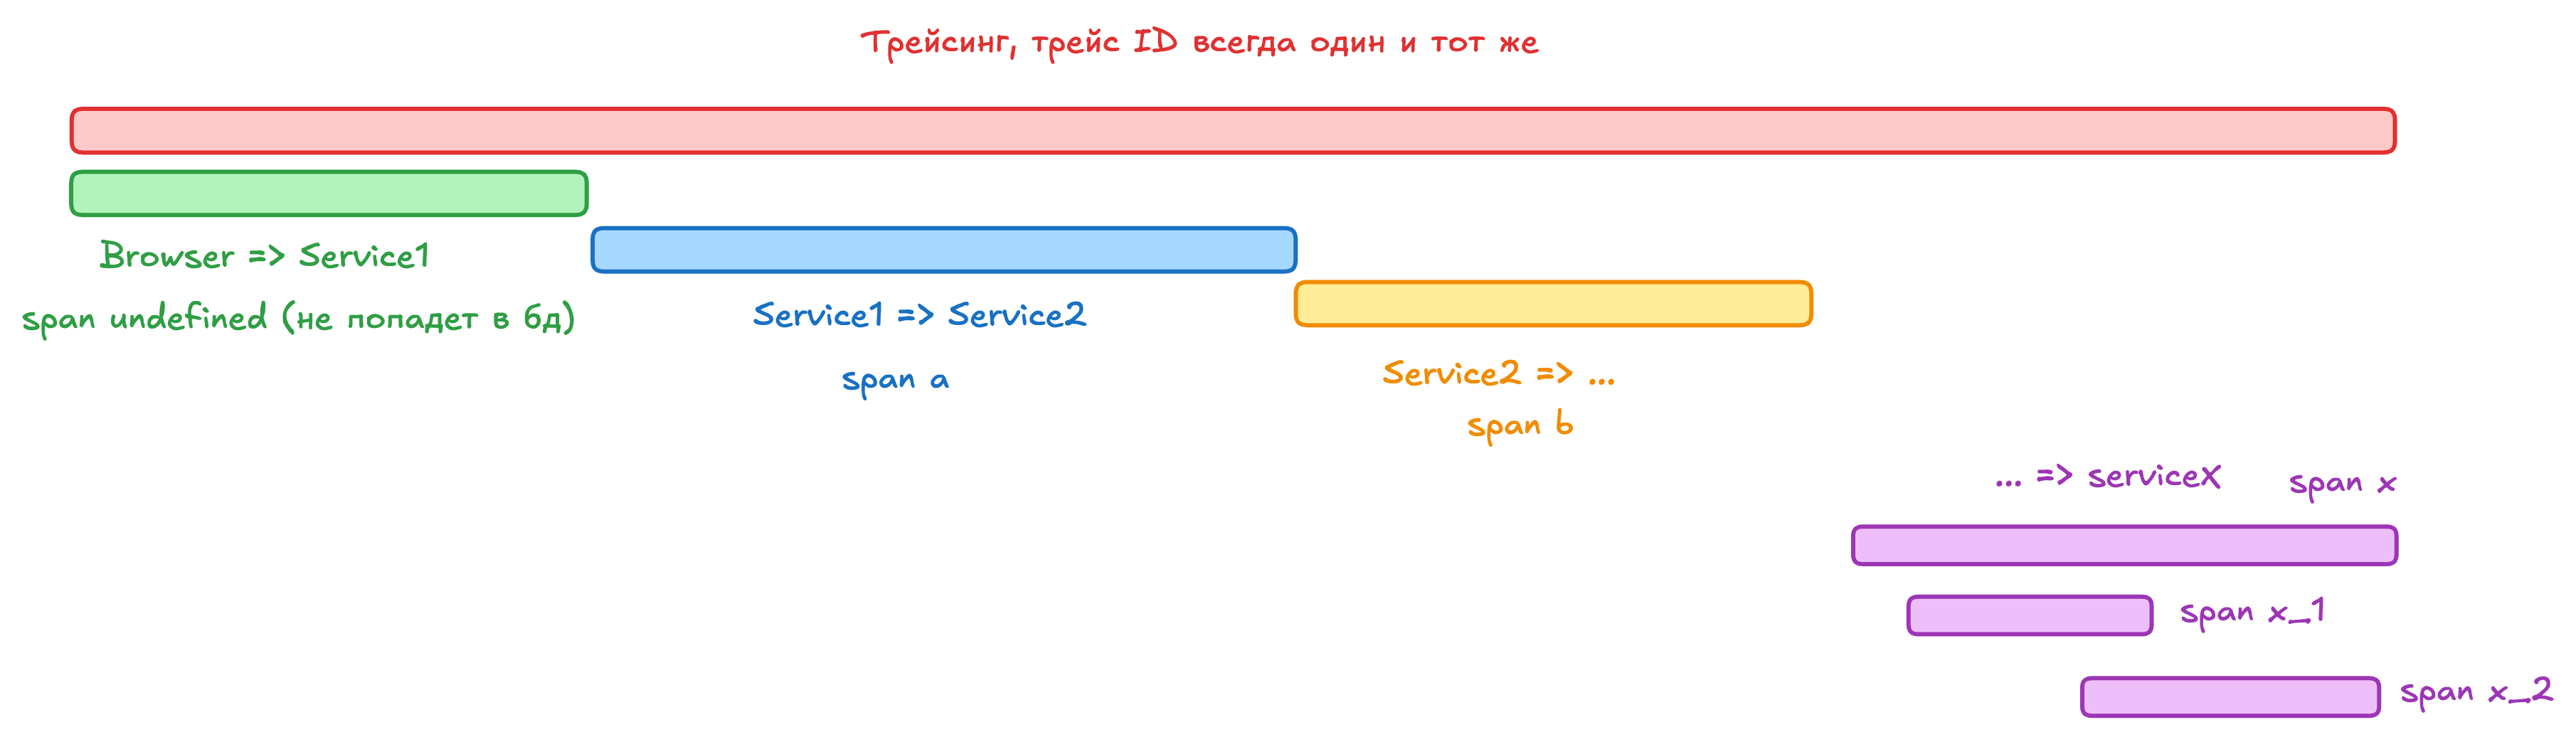 Трейсинг, трейс ID всегда один и тот же
Browser => Service1
span undefined (не попадет в бд)
Service1 => Service2
span a
Service2 => ...
span b
... => serviceX
span x
span x_1
span x_2